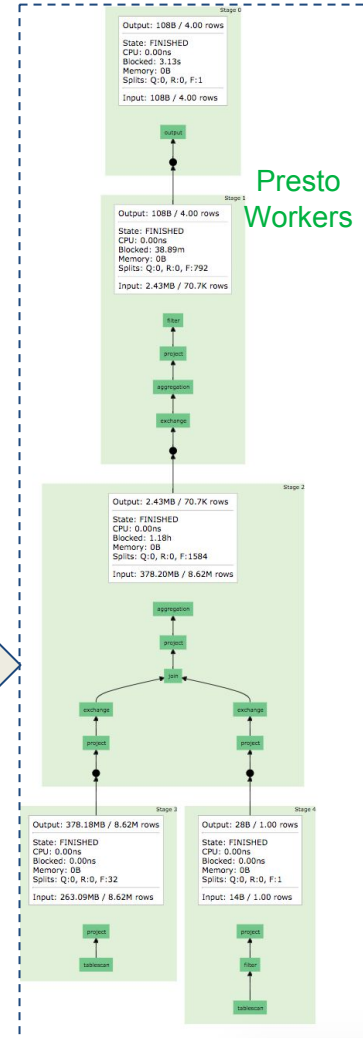 Stage 0
Output: 108B / 4.00 rows
State: FINISHED
CPU: 0.00ns
Blocked: 3.13s
Memory: 0B
Splits: Q:0, R:0, F:1
Input: 108B / 4.00 rows
output
Presto
Workers
Stage 1
Output: 108B / 4.00 rows
State: FINISHED
CPU: 0.00ns
Blocked: 38.89m
Memory: 0B
Splits: Q:0, R:0, F:792
Input: 2.43MB / 70.7K rows
filter
project
aggregation
exchange
Stage 2
Output: 2.43MB / 70.7K rows
State: FINISHED
CPU: 0.00ns
Blocked: 1.18h
Memory: 0B
Splits: Q:0, R:0, F:1584
Input: 378.20MB / 8.62M rows
aggregation
project
join
exchange
exchange
project
project
Stage 3
Output: 378.18MB / 8.62M rows
State: FINISHED
CPU: 0.00ns
Blocked: 0.00ns
Memory: 0B
Splits: Q:0, R:0, F:32
Input: 263.09MB / 8.62M rows
project
tablescan
Stage 4
Output: 28B / 1.00 rows
State: FINISHED
CPU: 0.00ns
Blocked: 0.00ns
Memory: 0B
Splits: Q:0, R:0, F:1
Input: 14B / 1.00 rows
project
filter
tablescan